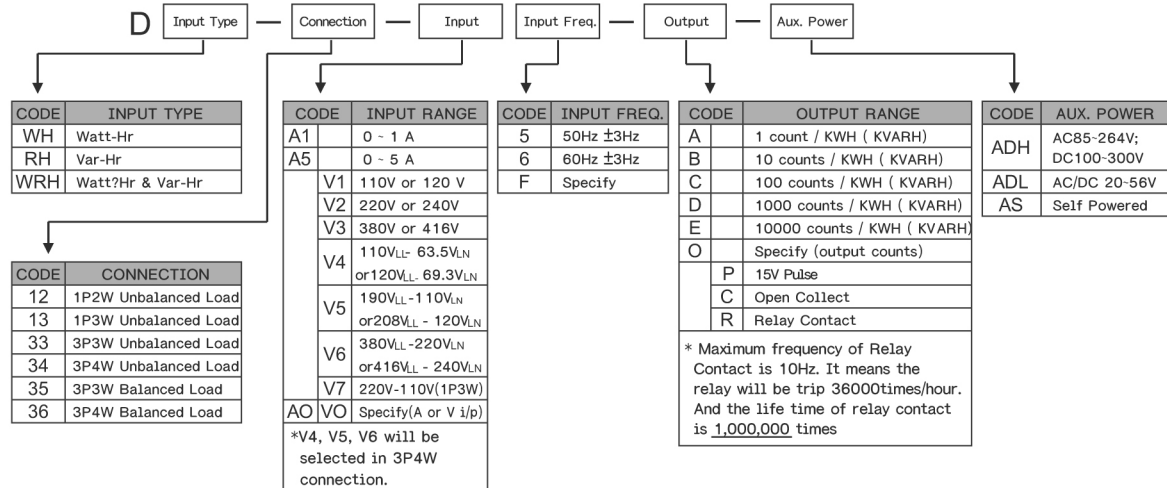 D Input Type — Connection — Input Input Freq. — Output — Aux. Power
CODE INPUT TYPE
WH Watt-Hr
RH Var-Hr
WRH Watt?Hr & Var-Hr
CODE CONNECTION
12 1P2W Unbalanced Load
13 1P3W Unbalanced Load
33 3P3W Unbalanced Load
34 3P4W Unbalanced Load
35 3P3W Balanced Load
36 3P4W Balanced Load
CODE INPUT RANGE
A1 0 ~ 1 A
A5 0 ~ 5 A
V1 110V or 120 V
V2 220V or 240V
V3 380V or 416V
V4 110VLL- 63.5VLN
or120VLL- 69.3VLN
V5 190VLL-110VLN
or208VLL - 120VLN
V6 380VLL-220VLN
or416VLL - 240VLN
V7 220V-110V(1P3W)
AO VO Specify(A or V i/p)
*V4, V5, V6 will be
selected in 3P4W
connection.
CODE INPUT FREQ.
5 50Hz ±3Hz
6 60Hz ±3Hz
F Specify
CODE OUTPUT RANGE
A 1 count / KWH ( KVARH)
B 10 counts / KWH ( KVARH)
C 100 counts / KWH ( KVARH)
D 1000 counts / KWH ( KVARH)
E 10000 counts / KWH ( KVARH)
O Specify (output counts)
P 15V Pulse
C Open Collect
R Relay Contact
* Maximum frequency of Relay
Contact is 10Hz. It means the
relay will be trip 36000times/hour.
And the life time of relay contact
is 1,000,000 times
CODE AUX. POWER
ADH AC85~264V;
DC100~300V
ADL AC/DC 20~56V
AS Self Powered